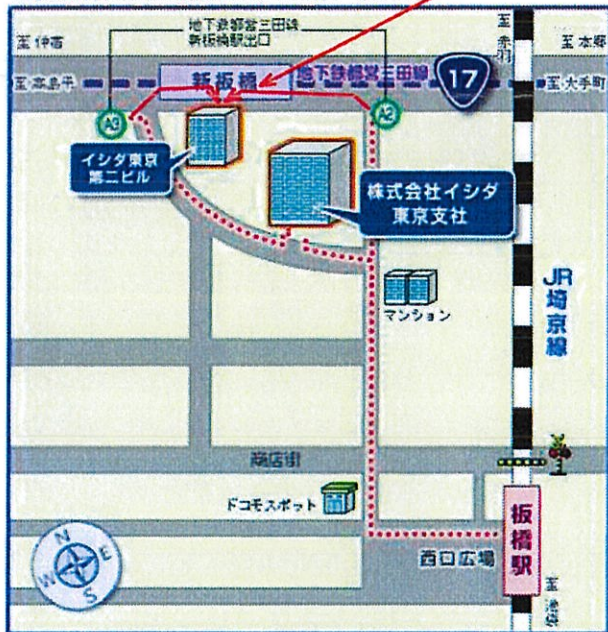 地下鉄都営三田線
新板橋駅出口
至赤羽
至本郷
新板橋
地下鉄都営三田線
17
至高島平
至大手町
A3
A2
イシダ東京
第二ビル
株式会社イシダ
東京支社
マンション
JR埼京線
商店街
ドコモスポット
板橋駅
西口広場
N
E
W
S
至池袋